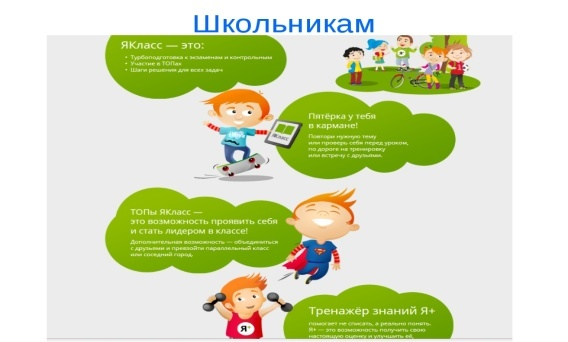 Школьникам
ЯКласс — это:
• Турбоподготовка к экзаменам и контрольным
• Участие в ТОПах
• Шаги решения для всех задач
Пятёрка у тебя
в кармане!
Повтори нужную тему
или проверь себя перед уроком,
по дороге на тренировку
или встречу с друзьями.
ЯКЛАСС
ТОПы ЯКласс —
это возможность проявить себя
и стать лидером в классе!
Дополнительная возможность — объединиться
с друзьями и превзойти параллельный класс
или соседний город.
Я+
Тренажёр знаний Я+
помогает не списать, а реально понять.
Я+ — это возможность получить свою
настоящую оценку и улучшить её,